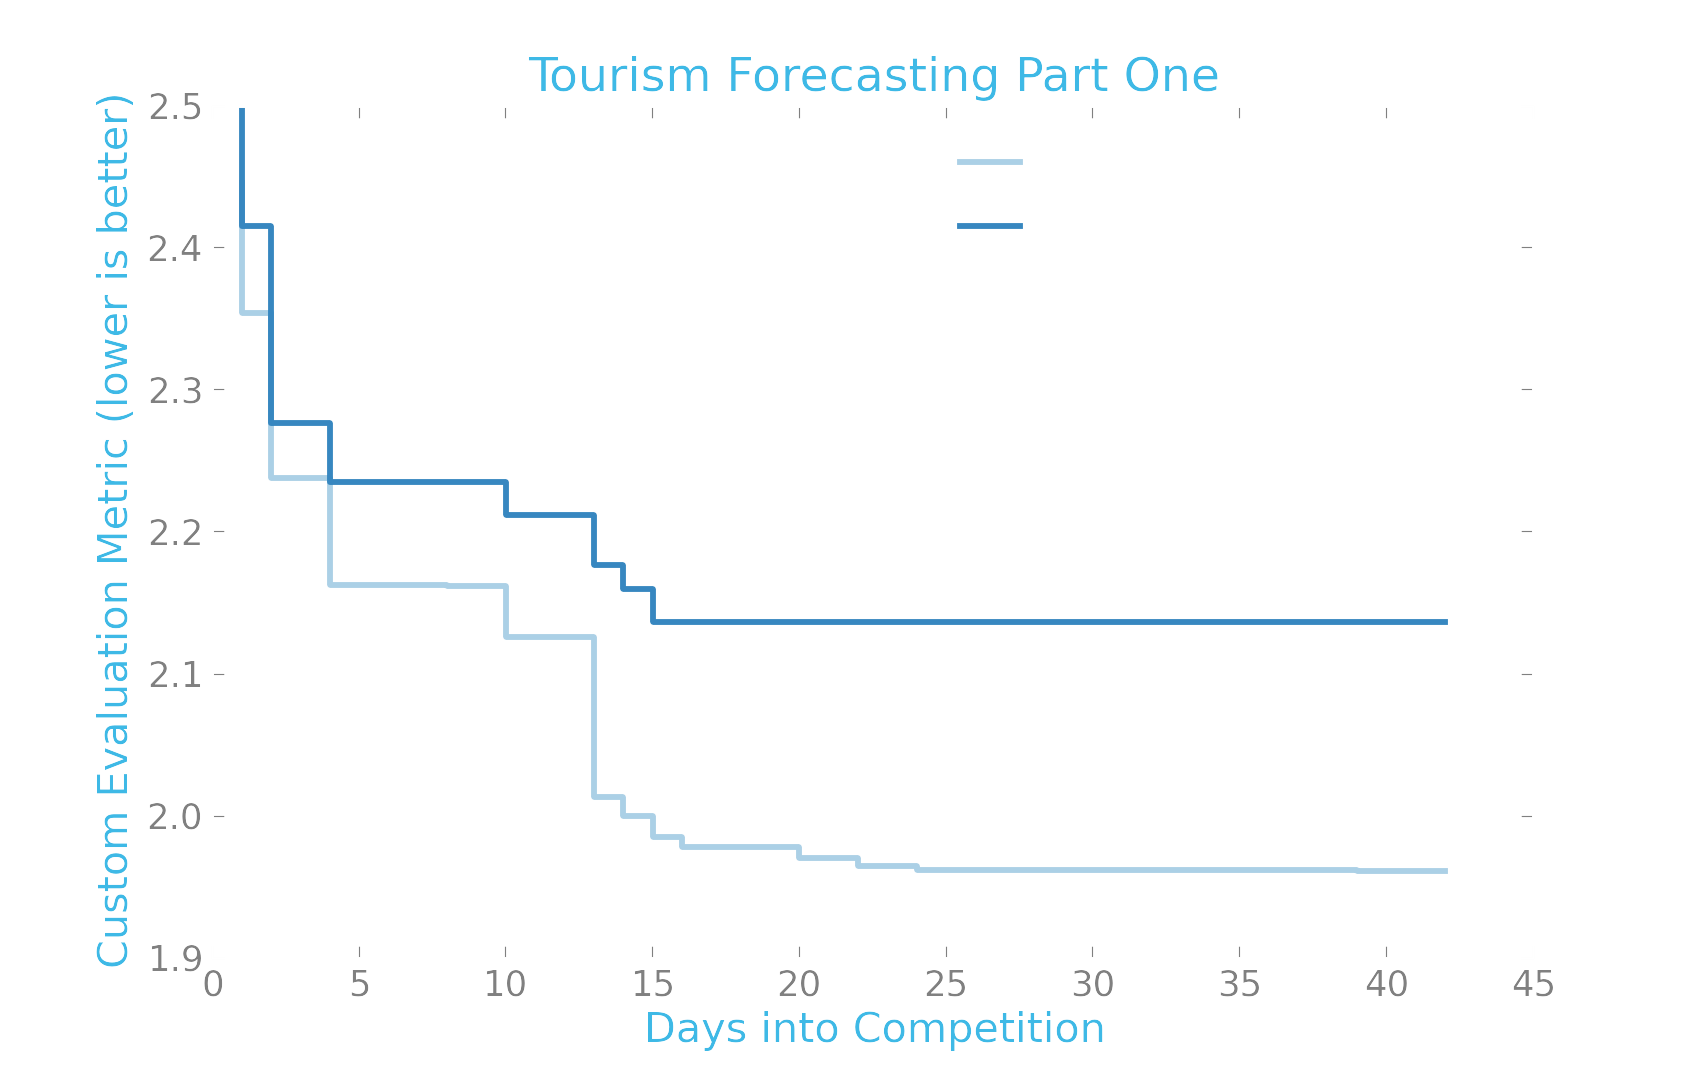 Tourism Forecasting Part One
Custom Evaluation Metric (lower is better)
2.5
2.4
2.3
2.2
2.1
2.0
1.9
0 5 10 15 20 25 30 35 40 45
Days into Competition